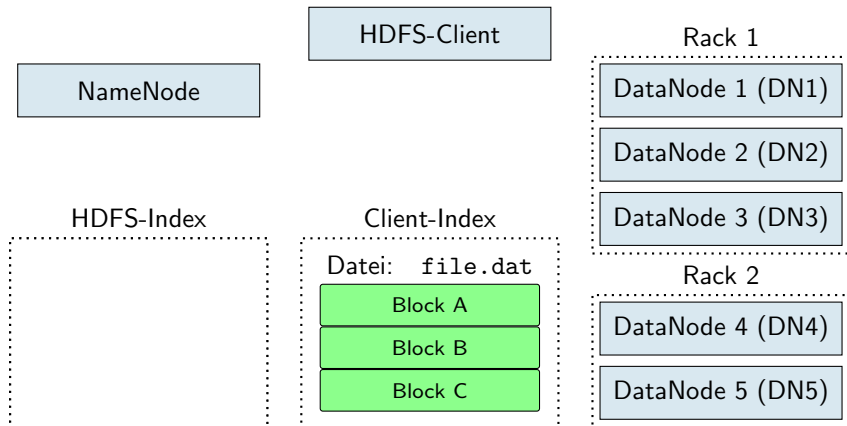 HDFS-Client
NameNode
HDFS-Index
Client-Index
Datei: file.dat
Block A
Block B
Block C
Rack 1
DataNode 1 (DN1)
DataNode 2 (DN2)
DataNode 3 (DN3)
Rack 2
DataNode 4 (DN4)
DataNode 5 (DN5)